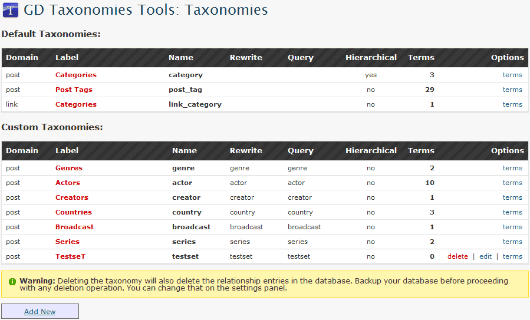 GD Taxonomies Tools: Taxonomies
Default Taxonomies:
Domain Label Name Rewrite Query Hierarchical Terms Options
post Categories category yes 3 terms
post Post Tags post_tag no 29 terms
link Categories link_category no 1 terms
Custom Taxonomies:
Domain Label Name Rewrite Query Hierarchical Terms Options
post Genres genre genre genre no 2 terms
post Actors actor actor actor no 10 terms
post Creators creator creator creator no 1 terms
post Countries country country country no 3 terms
post Broadcast broadcast broadcast broadcast no 1 terms
post Series series series series no 2 terms
post TestseT testset testset testset no 0 delete | edit | terms
Warning: Deleting the taxonomy will also delete the relationship entries in the database. Backup your database before proceeding
with any deletion operation. You can change that on the settings panel.
Add New